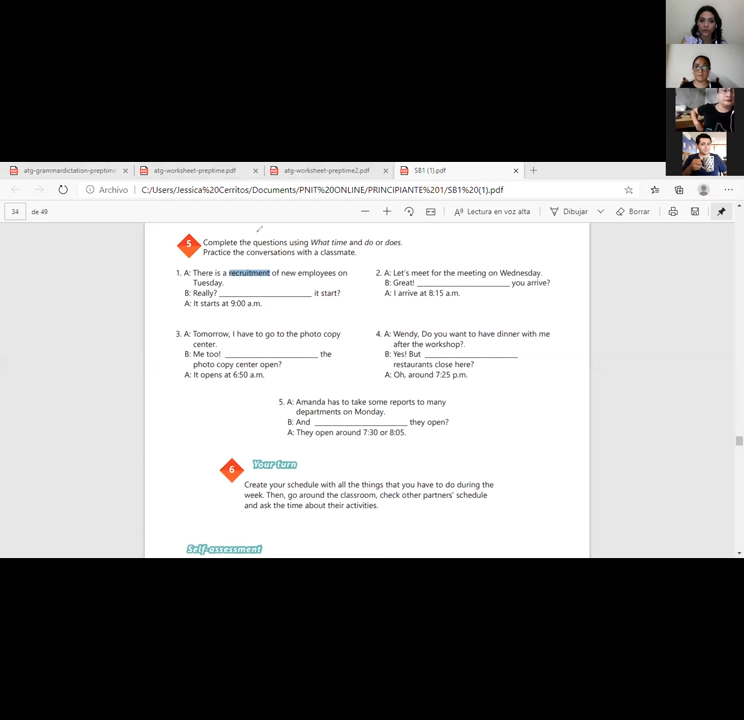 atg-grammardictation-preptime
atg-worksheet-preptime.pdf
atg-worksheet-preptime2.pdf
SB1 (1).pdf
Archivo
C:/Users/Jessica%20Cerritos/Documents/PNIT%20ONLINE/PRINCIPIANTE%201/SB1%20(1).pdf
34 de 49
Lectura en voz alta
Dibujar
Borrar
5 Complete the questions using What time and do or does.
Practice the conversations with a classmate.
1. A: There is a recruitment of new employees on
Tuesday.
B: Really? ______________________ it start?
A: It starts at 9:00 a.m.
2. A: Let's meet for the meeting on Wednesday.
B: Great! ______________________ you arrive?
A: I arrive at 8:15 a.m.
3. A: Tomorrow, I have to go to the photo copy
center.
B: Me too! ______________________ the
photo copy center open?
A: It opens at 6:50 a.m.
4. A: Wendy, Do you want to have dinner with me
after the workshop?.
B: Yes! But ______________________
restaurants close here?
A: Oh, around 7:25 p.m.
5. A: Amanda has to take some reports to many
departments on Monday.
B: And ______________________ they open?
A: They open around 7:30 or 8:05.
6 Your turn
Create your schedule with all the things that you have to do during the
week. Then, go around the classroom, check other partners' schedule
and ask the time about their activities.
Self-assessment